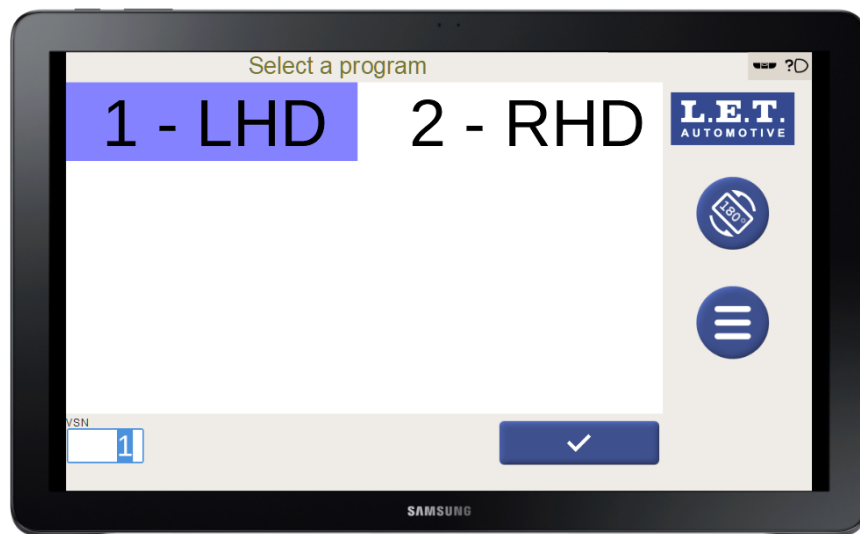 Select a program
?
1 - LHD
2 - RHD
L.E.T.
AUTOMOTIVE
180°
VSN
1
SAMSUNG